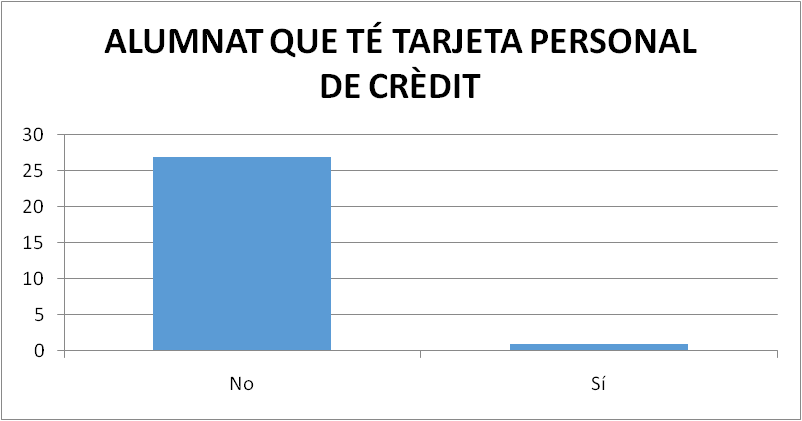 ALUMNAT QUE TÉ TARJETA PERSONAL
DE CRÈDIT
30
25
20
15
10
5
0
No Sí